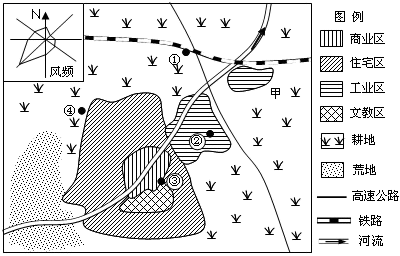 N
风频
①
②
③
④
甲
图 例
商业区
住宅区
工业区
文教区
耕地
荒地
高速公路
铁路
河流